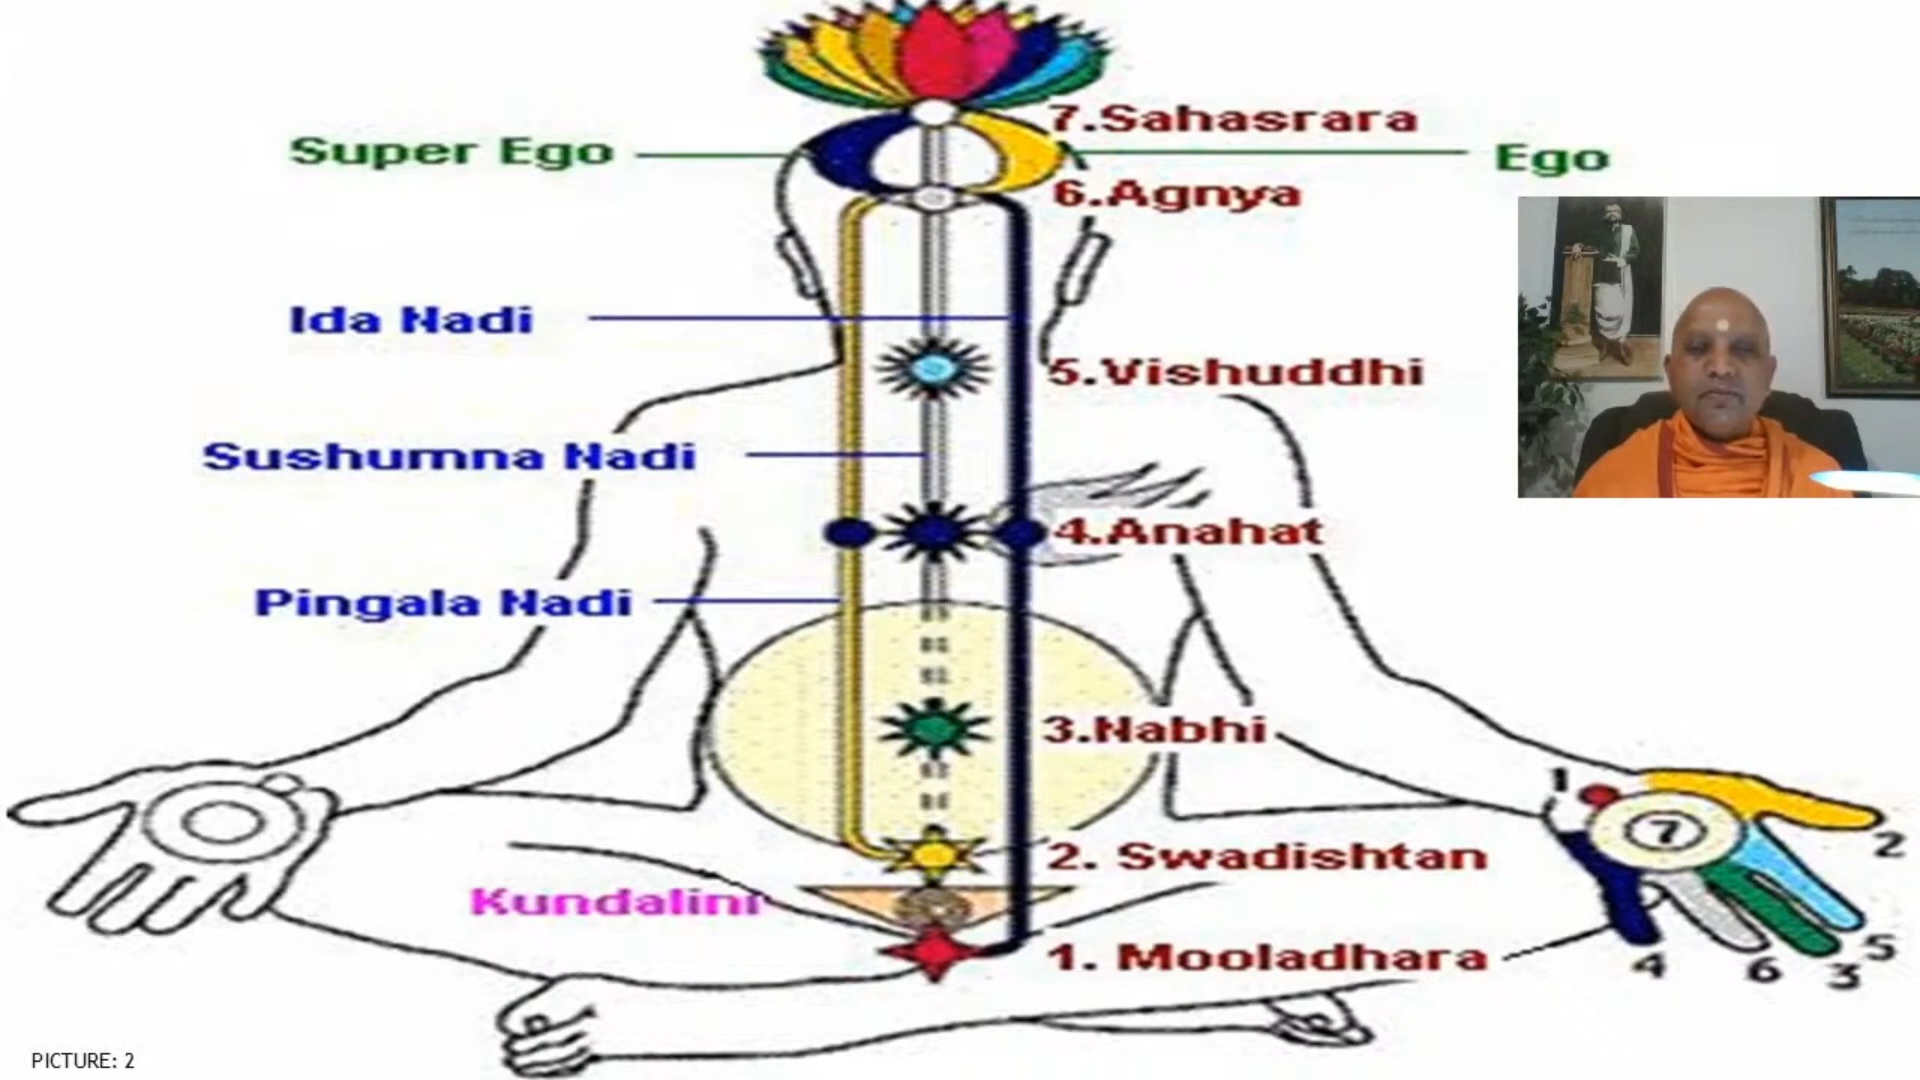 7.Sahasrara
Super Ego
Ego
6.Agnya
Ida Nadi
5.Vishuddhi
Sushumna Nadi
4.Anahat
Pingala Nadi
3.Nabhi
1
7
2
2. Swadishtan
Kundalini
5
1. Mooladhara
4
6
3
PICTURE: 2